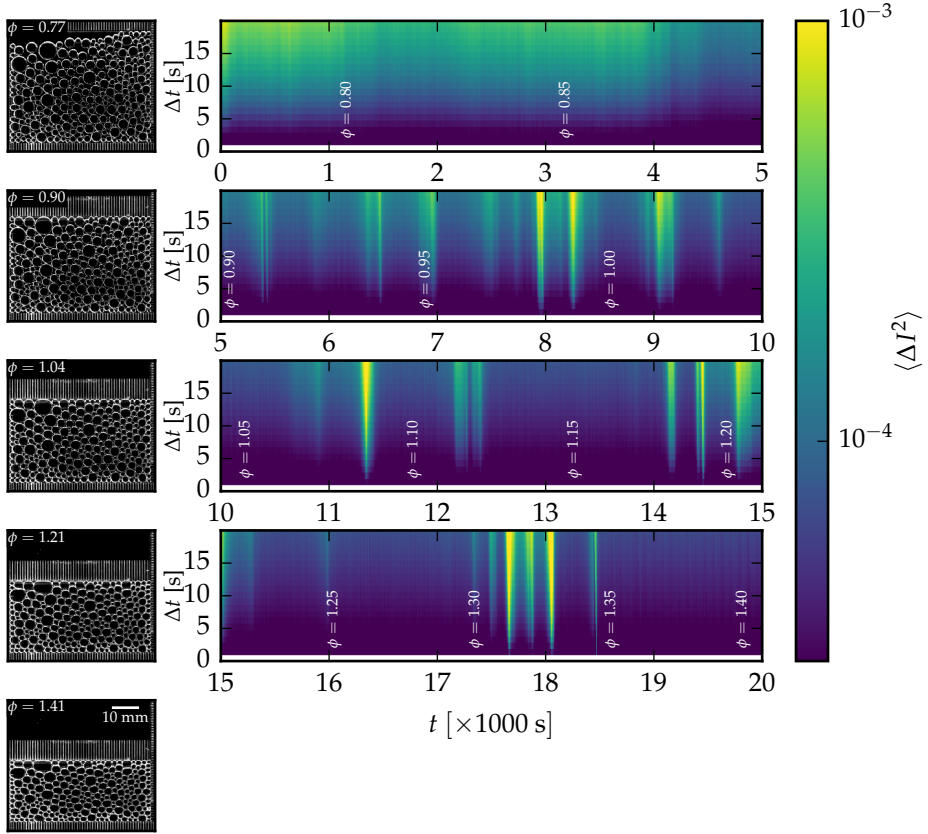 ϕ = 0.77
Δt [s]
15
10
5
0
ϕ = 0.80
ϕ = 0.85
0 1 2 3 4 5
ϕ = 0.90
Δt [s]
15
10
5
0
ϕ = 0.90
ϕ = 0.95
ϕ = 1.00
5 6 7 8 9 10
ϕ = 1.04
Δt [s]
15
10
5
0
ϕ = 1.05
ϕ = 1.10
ϕ = 1.15
ϕ = 1.20
10 11 12 13 14 15
ϕ = 1.21
Δt [s]
15
10
5
0
ϕ = 1.25
ϕ = 1.30
ϕ = 1.35
ϕ = 1.40
15 16 17 18 19 20
t [×1000 s]
ϕ = 1.41
10 mm
10⁻³
10⁻⁴
⟨ΔI²⟩